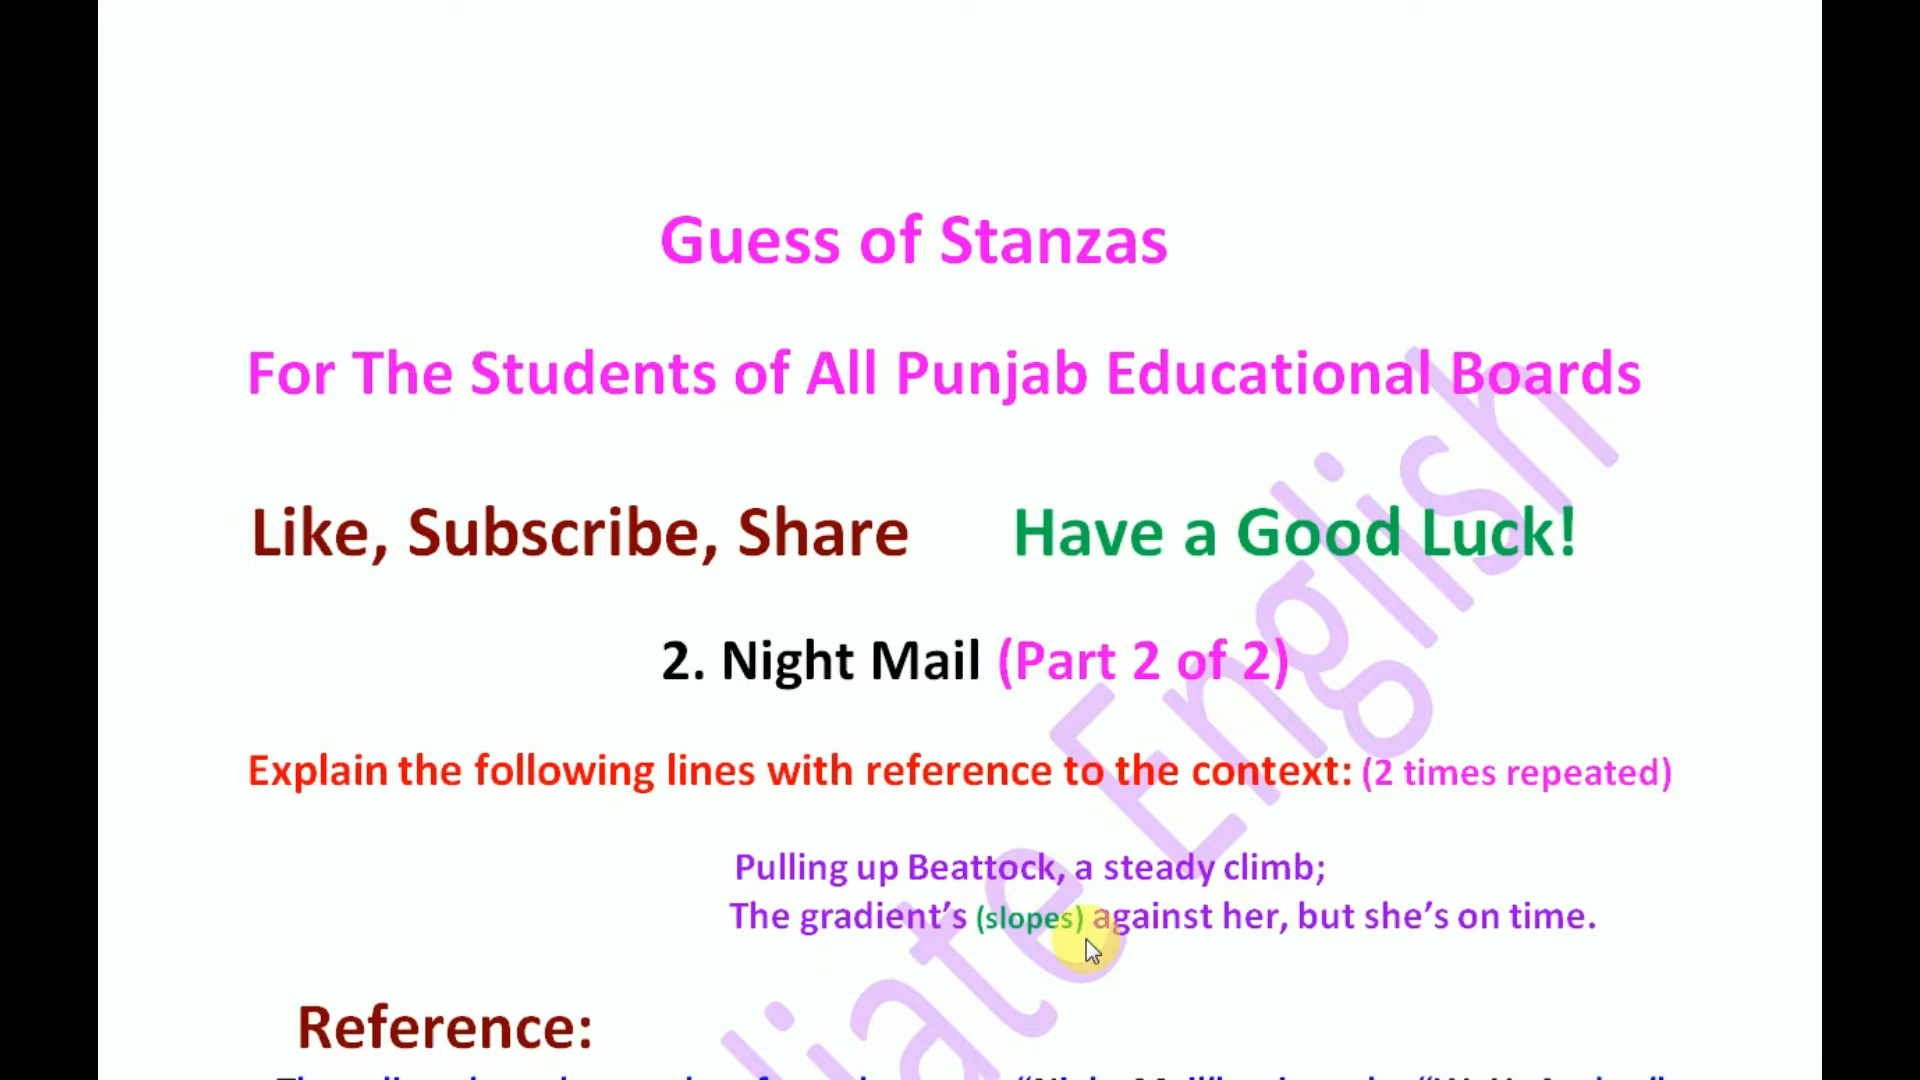 Guess of Stanzas
For The Students of All Punjab Educational Boards
Like, Subscribe, Share Have a Good Luck!
2. Night Mail (Part 2 of 2)
Explain the following lines with reference to the context: (2 times repeated)
Pulling up Beattock, a steady climb;
The gradient's (slopes) against her, but she's on time.
Reference:
diate English